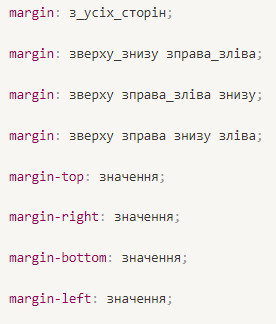 margin: з_усіх_сторін;
margin: зверху_знизу зправа_зліва;
margin: зверху зправа_зліва знизу;
margin: зверху зправа знизу зліва;
margin-top: значення;
margin-right: значення;
margin-bottom: значення;
margin-left: значення;